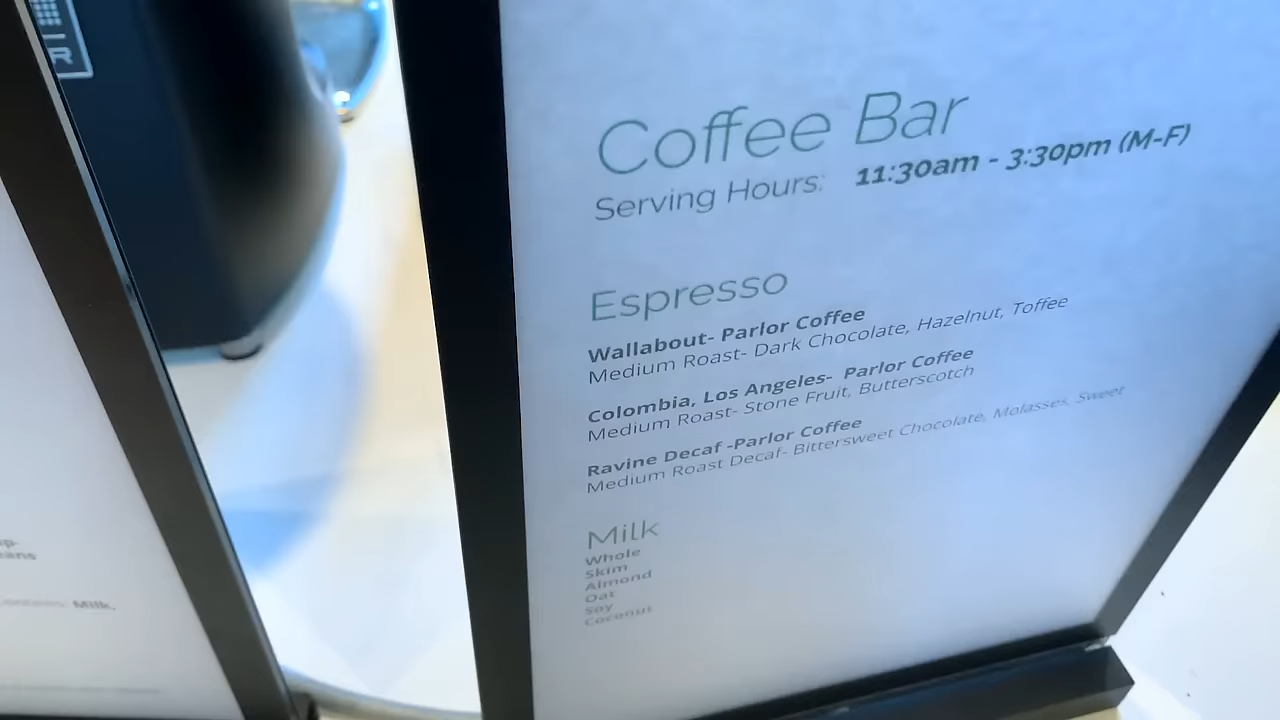 R
Coffee Bar
Serving Hours: 11:30am - 3:30pm (M-F)
Espresso
Wallabout- Parlor Coffee
Medium Roast- Dark Chocolate, Hazelnut, Toffee
Colombia, Los Angeles- Parlor Coffee
Medium Roast- Stone Fruit, Butterscotch
Ravine Decaf -Parlor Coffee
Medium Roast Decaf- Bittersweet Chocolate, Molasses, Sweet
Milk
Whole
Skim
Almond
Oat
Soy
Coconut
Milk,